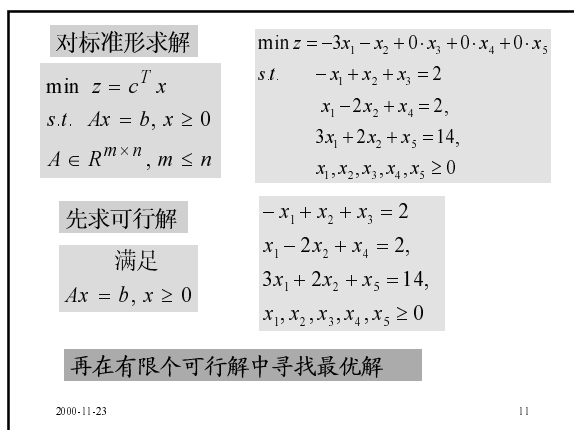 对标准形求解
min z = c^T x
s.t. Ax = b, x ≥ 0
A ∈ R^{m×n}, m ≤ n
min z = −3x₁ − x₂ + 0·x₃ + 0·x₄ + 0·x₅
s.t. −x₁ + x₂ + x₃ = 2
x₁ − 2x₂ + x₄ = 2,
3x₁ + 2x₂ + x₅ = 14,
x₁, x₂, x₃, x₄, x₅ ≥ 0
先求可行解
满足
Ax = b, x ≥ 0
−x₁ + x₂ + x₃ = 2
x₁ − 2x₂ + x₄ = 2,
3x₁ + 2x₂ + x₅ = 14,
x₁, x₂, x₃, x₄, x₅ ≥ 0
再在有限个可行解中寻找最优解
2000-11-23
11